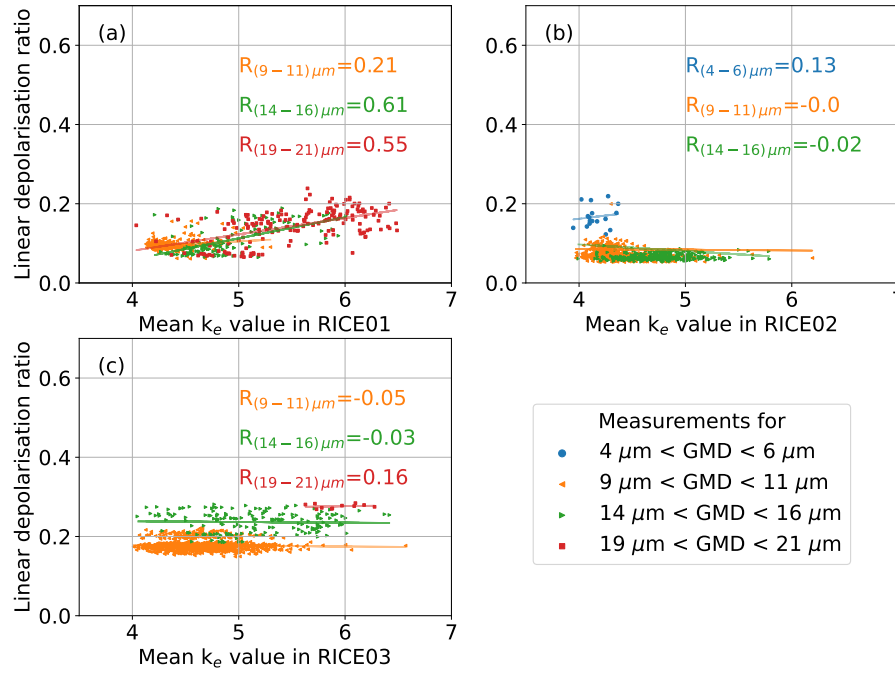 (a)
R(9−11) μm=0.21
R(14−16) μm=0.61
R(19−21) μm=0.55
Linear depolarisation ratio
0.6
0.4
0.2
0.0
4 5 6 7
Mean ke value in RICE01
(b)
R(4−6) μm=0.13
R(9−11) μm=-0.0
R(14−16) μm=-0.02
0.6
0.4
0.2
0.0
4 5 6 7
Mean ke value in RICE02
(c)
R(9−11) μm=-0.05
R(14−16) μm=-0.03
R(19−21) μm=0.16
Linear depolarisation ratio
0.6
0.4
0.2
0.0
4 5 6 7
Mean ke value in RICE03
Measurements for
4 μm < GMD < 6 μm
9 μm < GMD < 11 μm
14 μm < GMD < 16 μm
19 μm < GMD < 21 μm